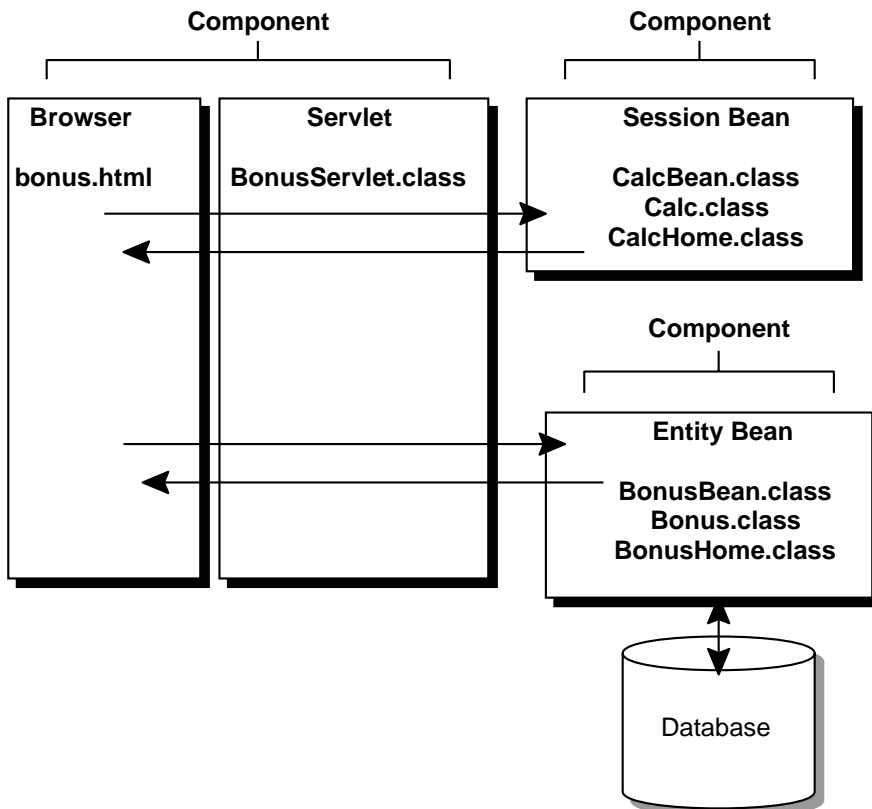 Component
Component
Browser
bonus.html
Servlet
BonusServlet.class
Session Bean
CalcBean.class
Calc.class
CalcHome.class
Component
Entity Bean
BonusBean.class
Bonus.class
BonusHome.class
Database